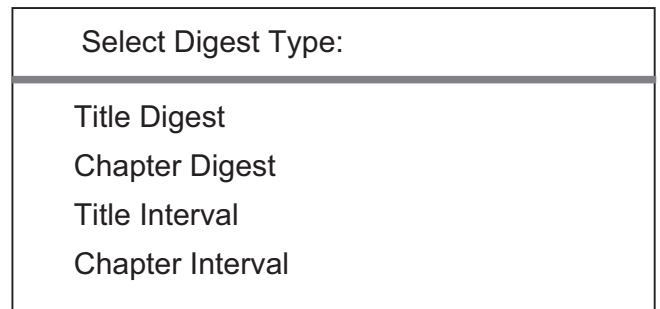 Select Digest Type:
Title Digest
Chapter Digest
Title Interval
Chapter Interval